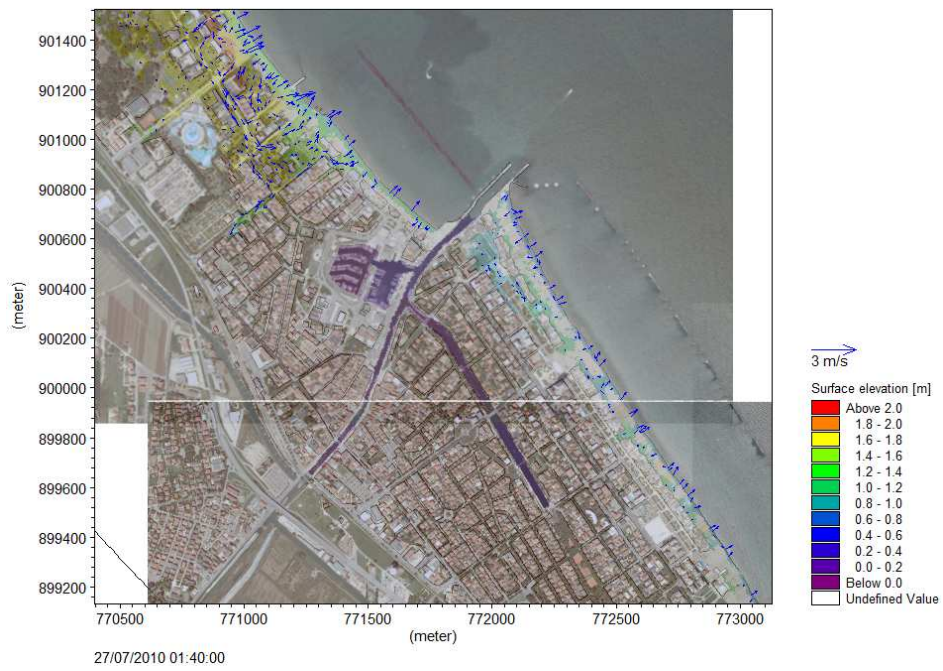 901400
901200
901000
900800
900600
900400
900200
900000
899800
899600
899400
899200
(meter)
770500 771000 771500 772000 772500 773000
(meter)
27/07/2010 01:40:00
3 m/s
Surface elevation [m]
Above 2.0
1.8 - 2.0
1.6 - 1.8
1.4 - 1.6
1.2 - 1.4
1.0 - 1.2
0.8 - 1.0
0.6 - 0.8
0.4 - 0.6
0.2 - 0.4
0.0 - 0.2
Below 0.0
Undefined Value